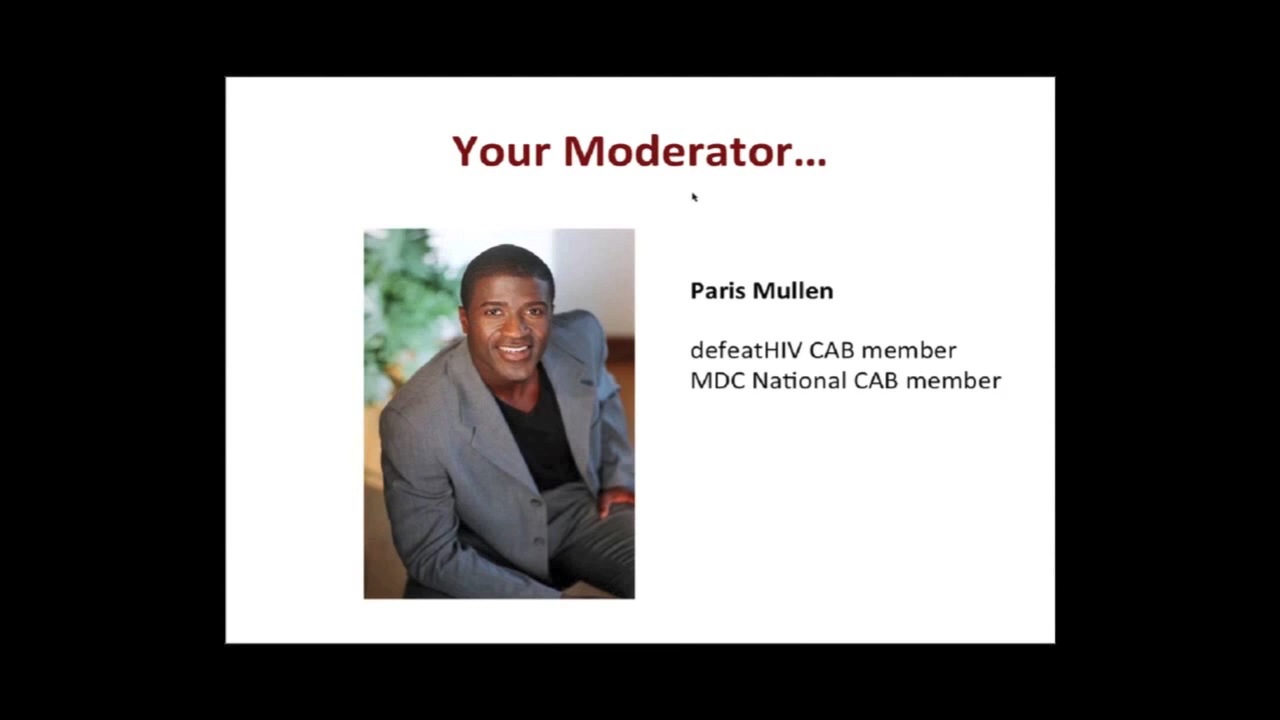 Your Moderator...
Paris Mullen
defeatHIV CAB member
MDC National CAB member